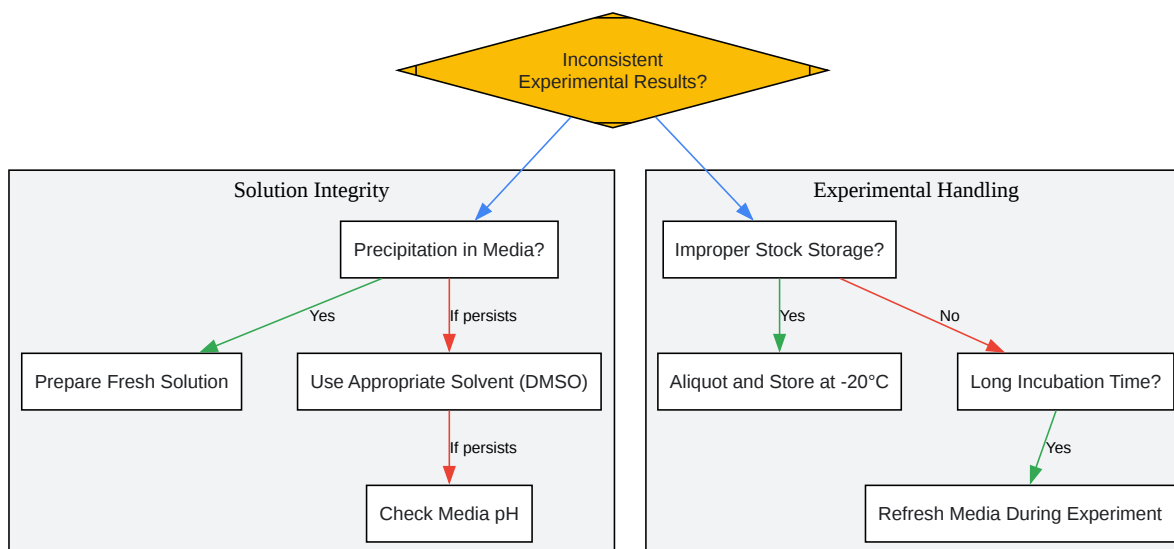 Inconsistent
Experimental Results?
Solution Integrity
Experimental Handling
Precipitation in Media?
Improper Stock Storage?
Yes
If persists
Yes
No
Prepare Fresh Solution
Use Appropriate Solvent (DMSO)
Aliquot and Store at -20°C
Long Incubation Time?
If persists
Yes
Check Media pH
Refresh Media During Experiment